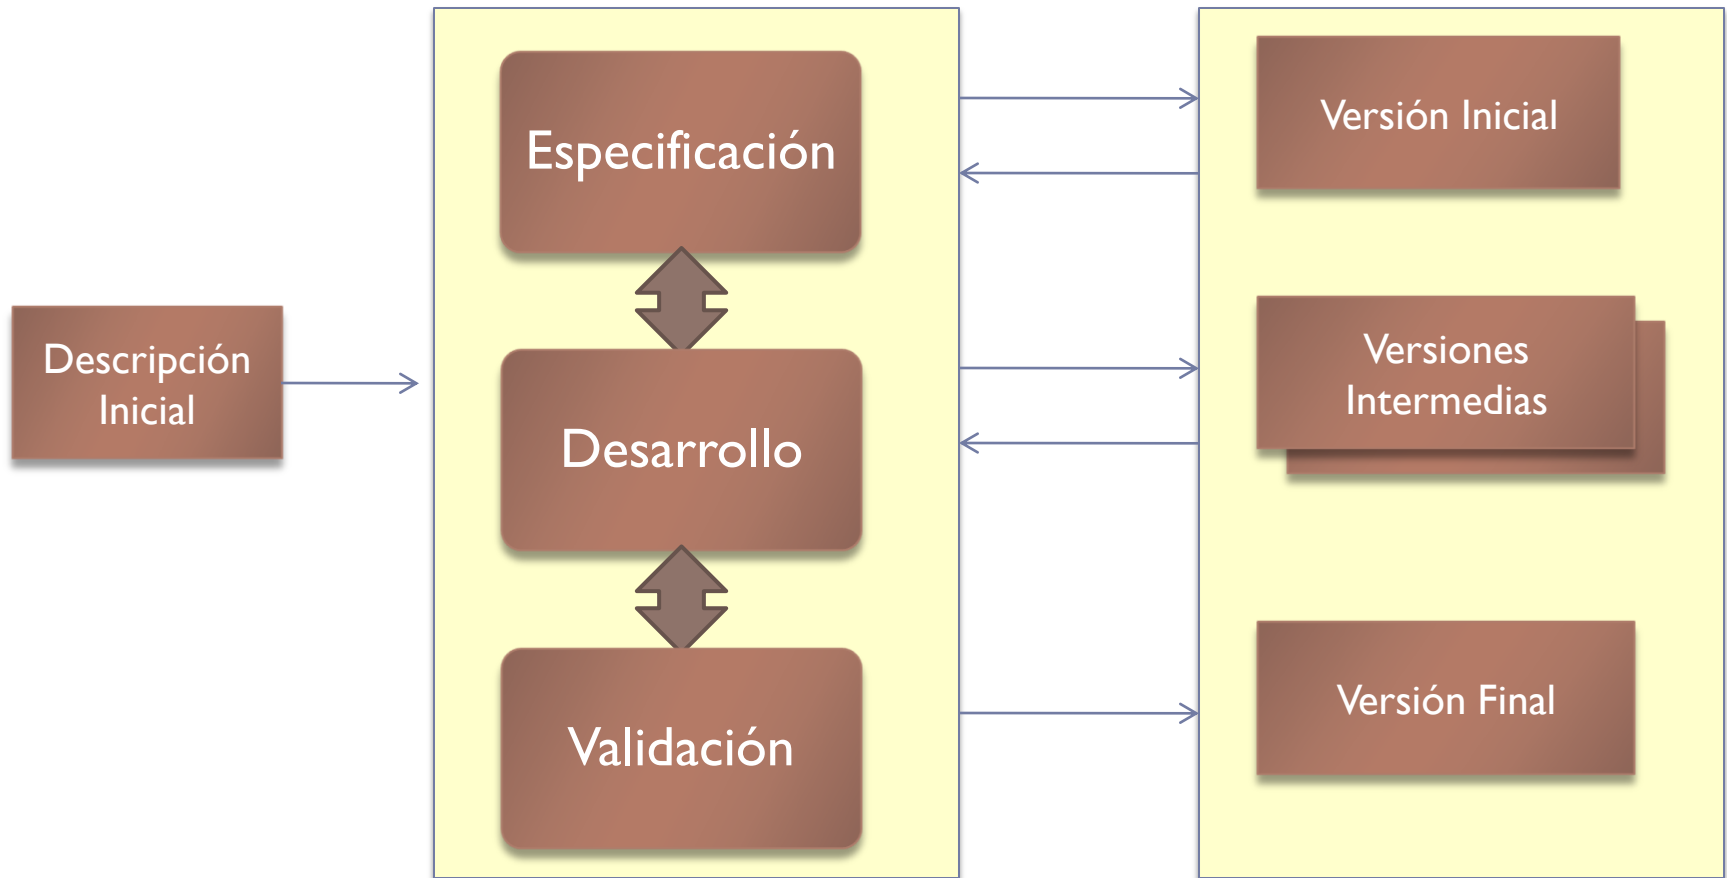 Descripción
Inicial
Especificación
Desarrollo
Validación
Versión Inicial
Versiones
Intermedias
Versión Final